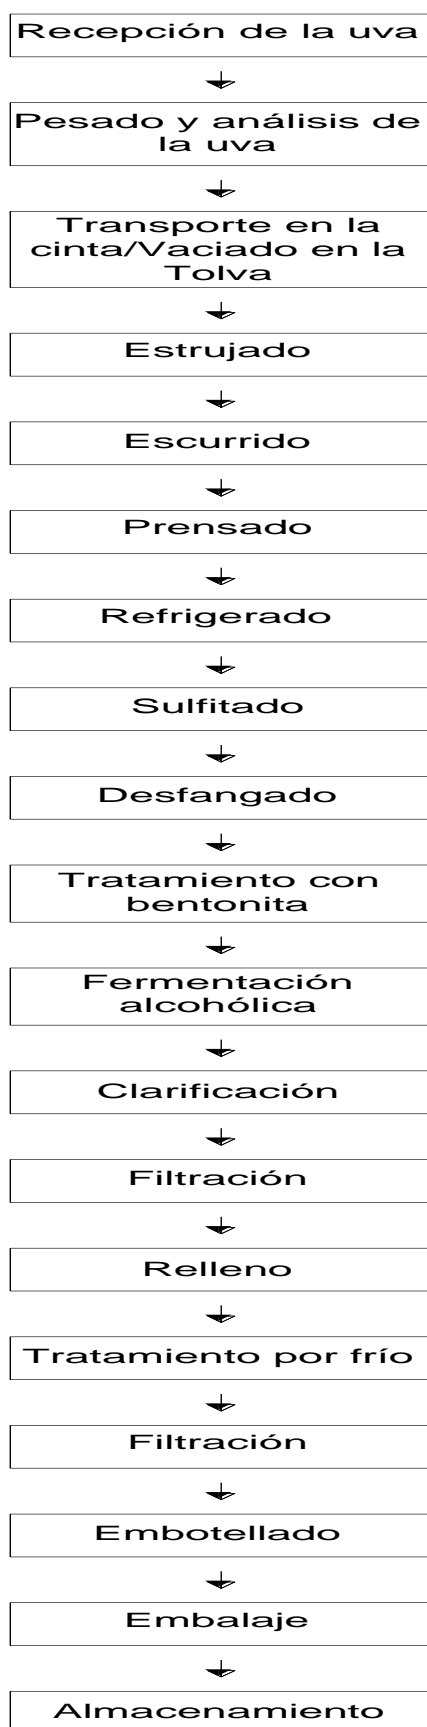 Recepción de la uva
Pesado y análisis de
la uva
Transporte en la
cinta/Vaciado en la
Tolva
Estrujado
Escurrido
Prensado
Refrigerado
Sulfitado
Desfangado
Tratamiento con
bentonita
Fermentación
alcohólica
Clarificación
Filtración
Relleno
Tratamiento por frío
Filtración
Embotellado
Embalaje
Almacenamiento